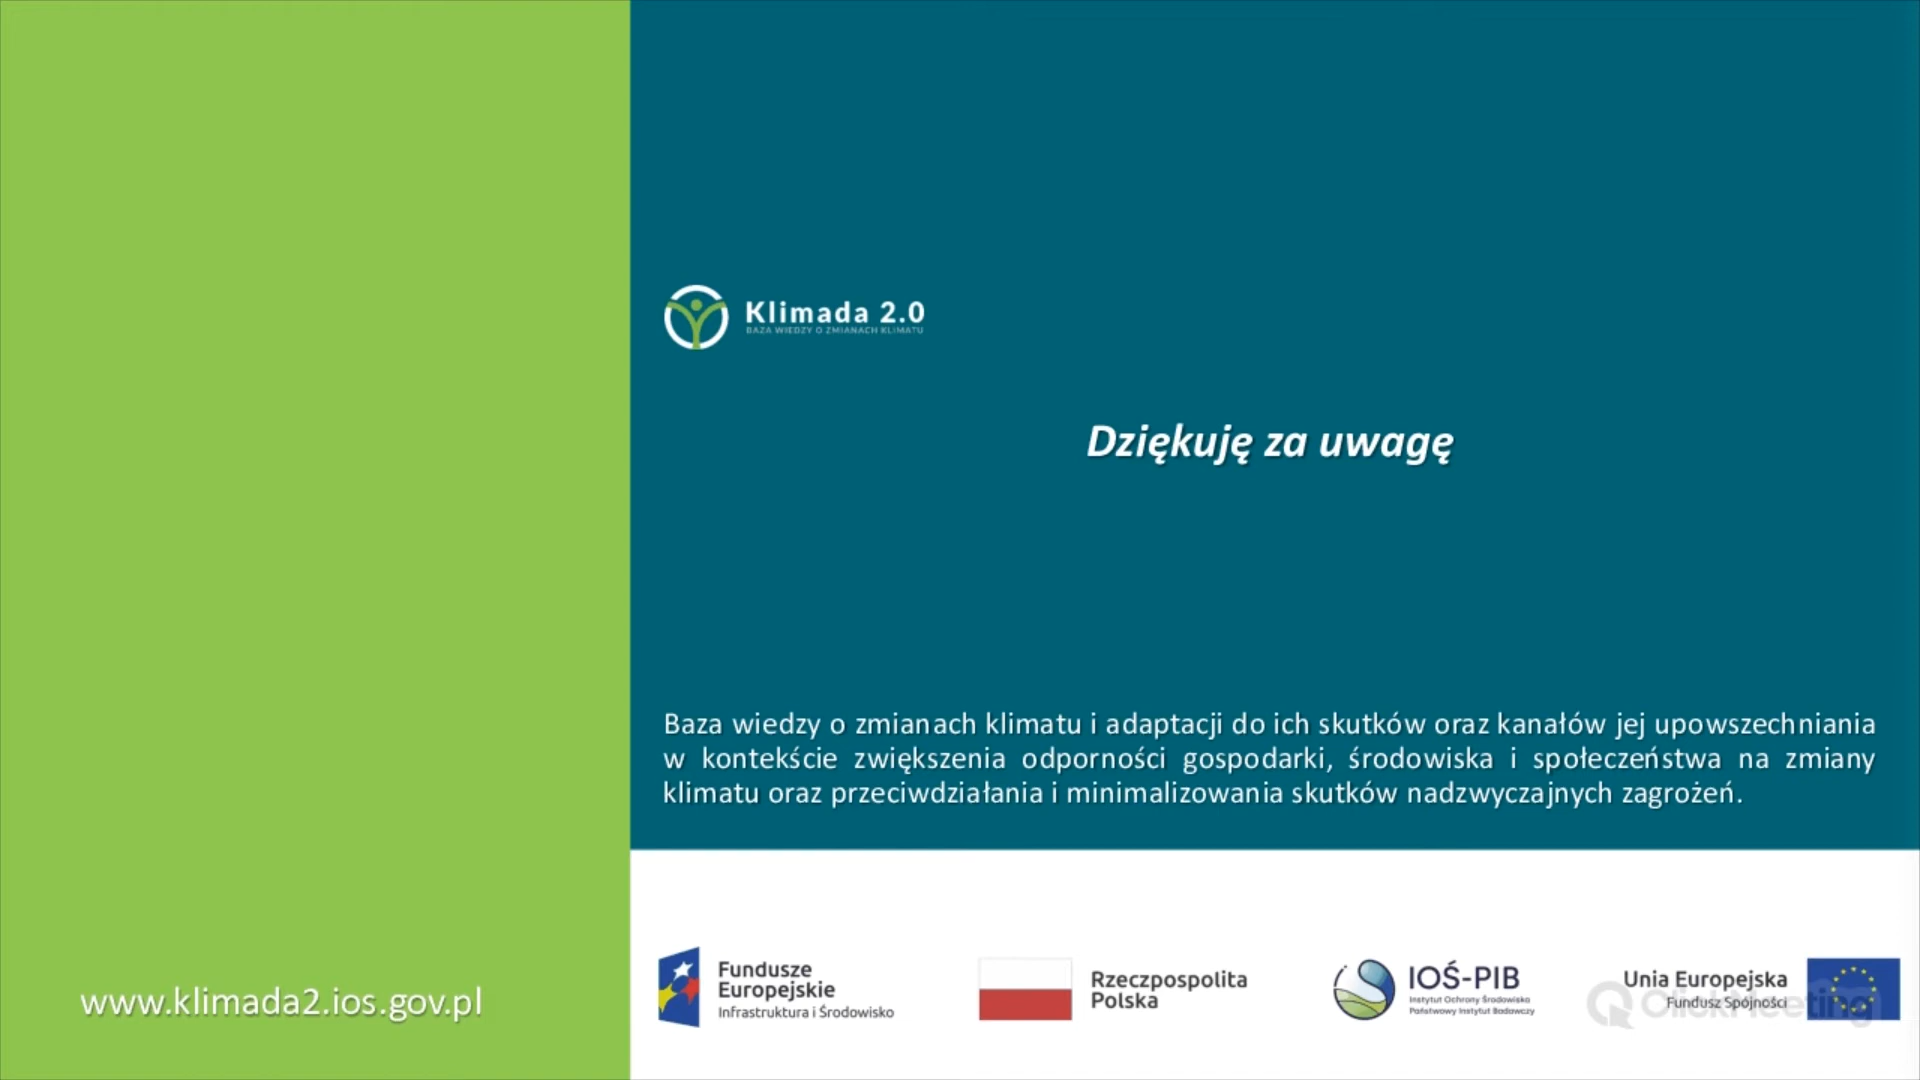 Klimada 2.0
BAZA WIEDZY O ZMIANACH KLIMATU
Dziękuję za uwagę
Baza wiedzy o zmianach klimatu i adaptacji do ich skutków oraz kanałów jej upowszechniania
w kontekście zwiększenia odporności gospodarki, środowiska i społeczeństwa na zmiany
klimatu oraz przeciwdziałania i minimalizowania skutków nadzwyczajnych zagrożeń.
www.klimada2.ios.gov.pl
Fundusze
Europejskie
Infrastruktura i Środowisko
Rzeczpospolita
Polska
IOŚ-PIB
Instytut Ochrony Środowiska
Państwowy Instytut Badawczy
Unia Europejska
Fundusz Spójności
ClickMeeting